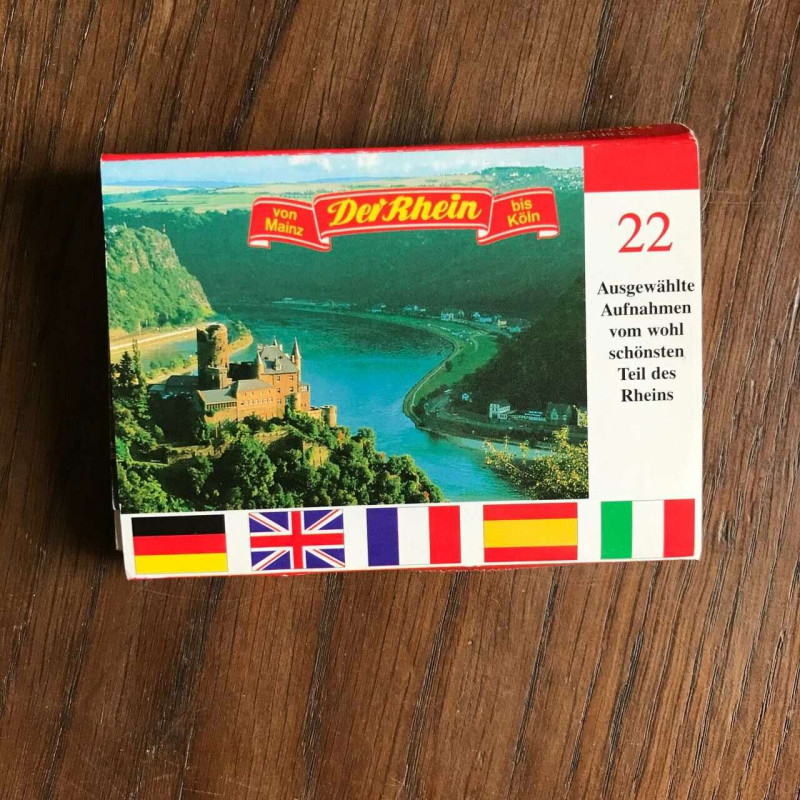 von
Mainz
Der Rhein
bis
Köln
22
Ausgewählte
Aufnahmen
vom wohl
schönsten
Teil des
Rheins